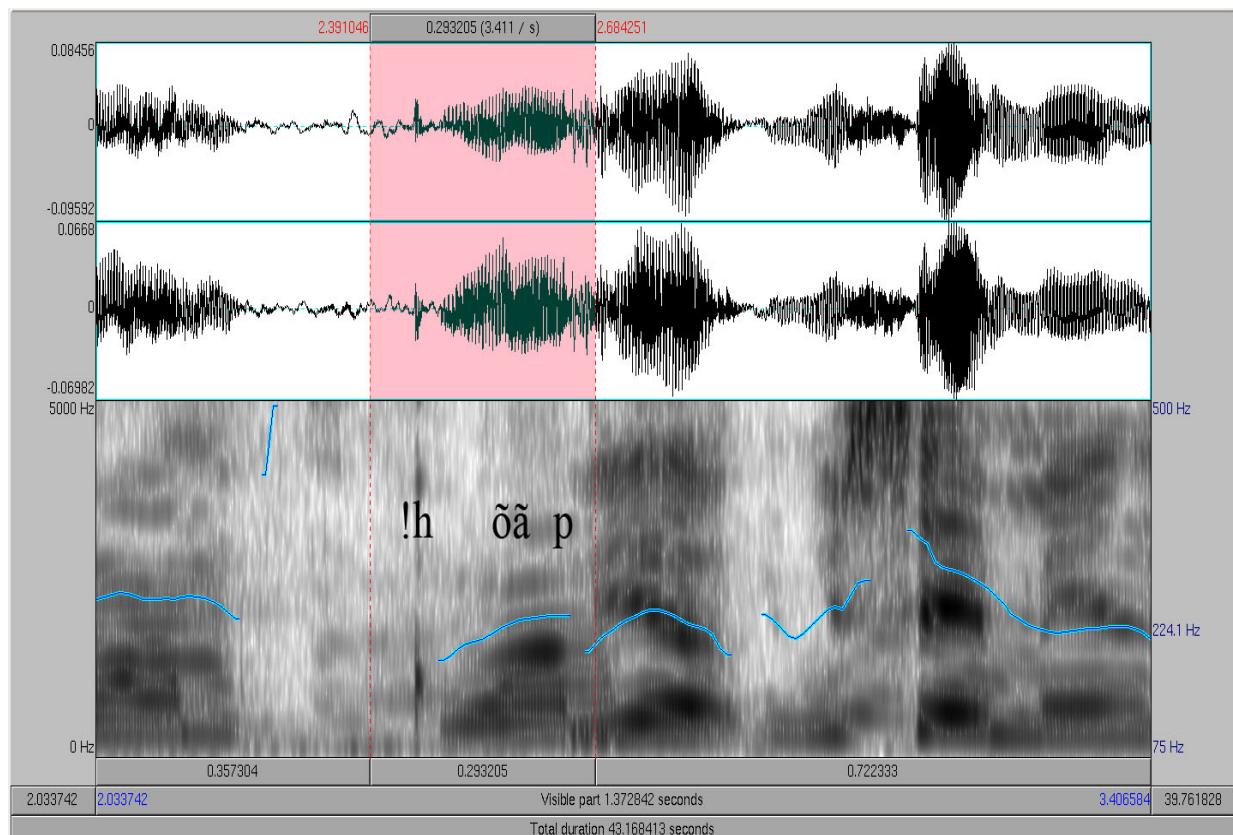 2.391046 0.293205 (3.411 / s) 2.684251
0.08456
0
-0.09592
0.0668
0
-0.06982
5000 Hz 500 Hz
!h õã p
224.1 Hz
0 Hz 75 Hz
0.357304 0.293205 0.722333
2.033742 2.033742 Visible part 1.372842 seconds 3.406584 39.761828
Total duration 43.168413 seconds